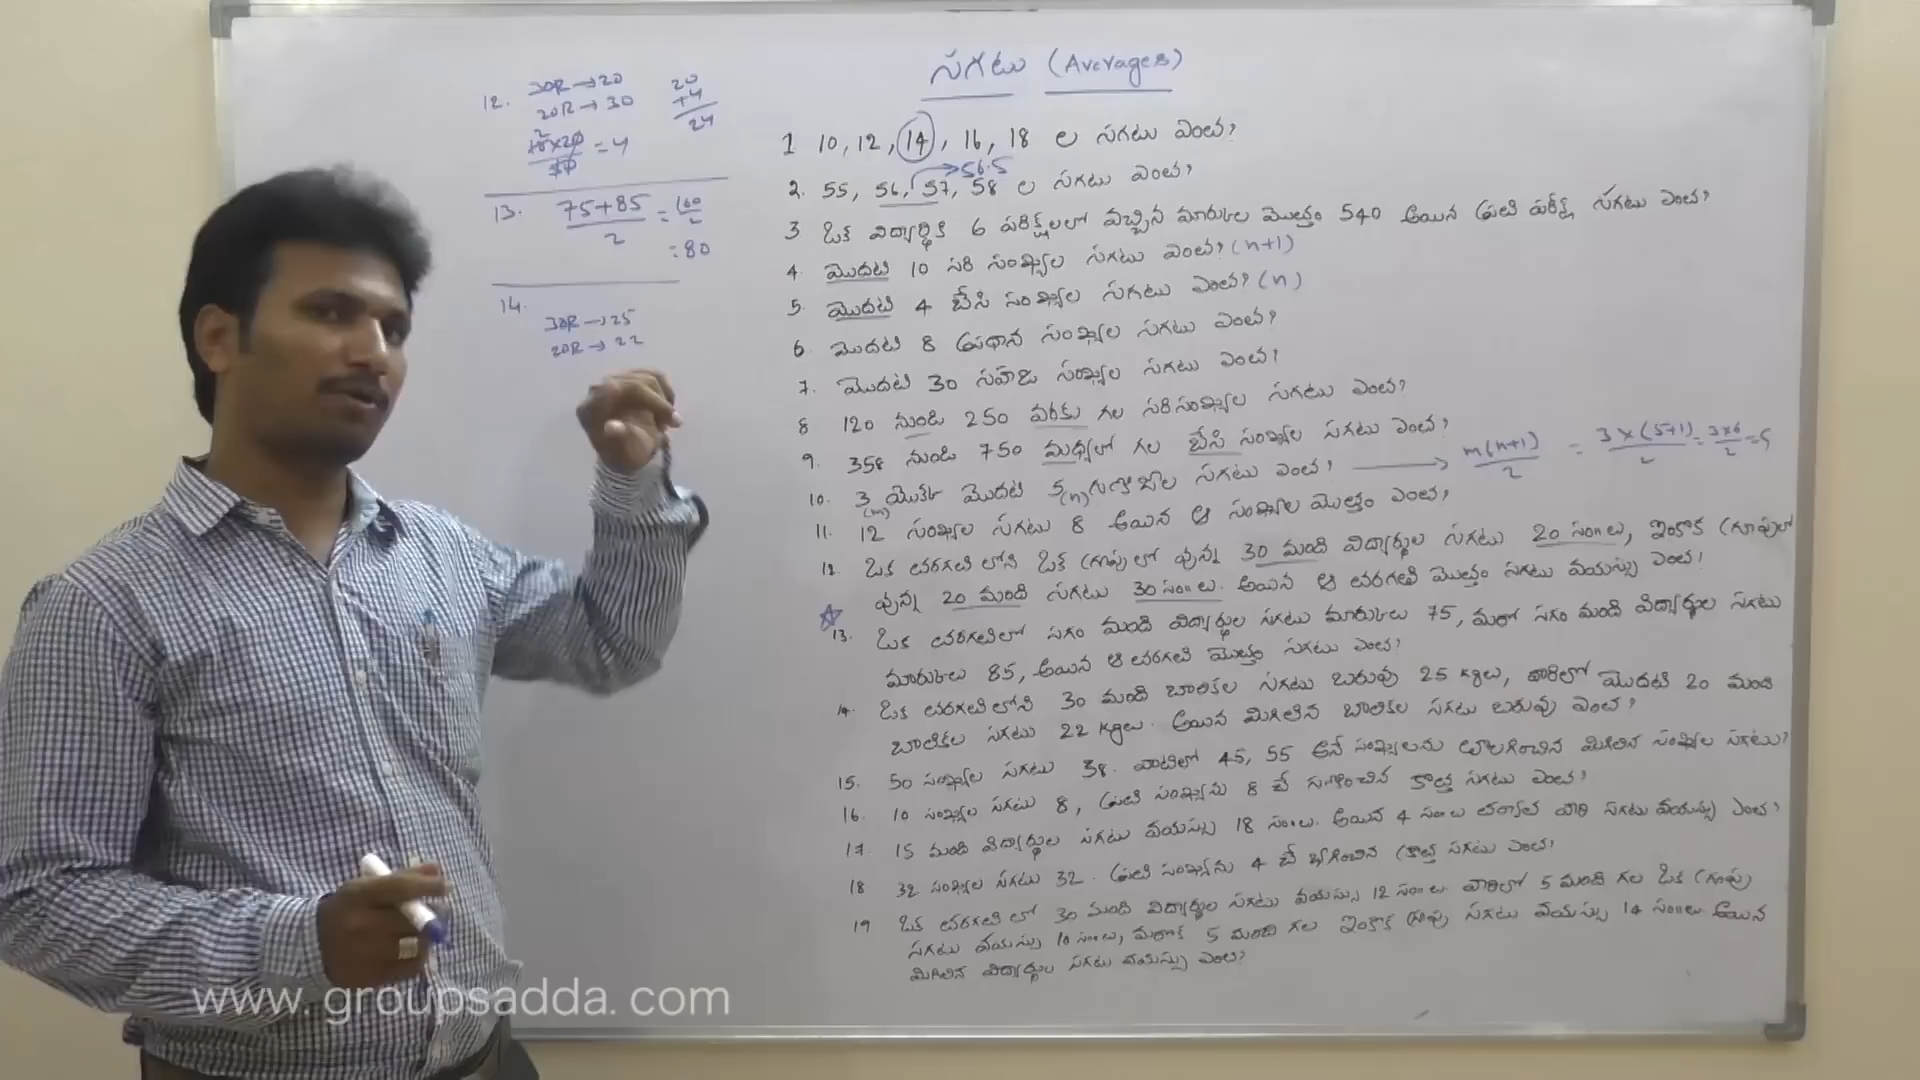 సగటు (Averages)
12. 30R→20
20R→30
10×20/50 = 4
20
+4
24
13. 75+85/2 = 160/2
= 80
14.
30R→25
20R→22
1 10, 12, 14, 16, 18 ల సగటు ఎంత?
→56.5
2. 55, 56, 57, 58 ల సగటు ఎంత?
3 ఒక విద్యార్థికి 6 పరీక్షలలో వచ్చిన మార్కుల మొత్తం 540 అయిన ప్రతి పరీక్ష సగటు ఎంత?
4. మొదటి 10 సరి సంఖ్యల సగటు ఎంత? (n+1)
5. మొదటి 4 బేసి సంఖ్యల సగటు ఎంత? (n)
6 మొదటి 8 ప్రధాన సంఖ్యల సగటు ఎంత?
7. మొదటి 30 సహజ సంఖ్యల సగటు ఎంత?
8 120 నుండి 250 వరకు గల సరిసంఖ్యల సగటు ఎంత?
9. 358 నుండి 750 మధ్యలో గల బేసి సంఖ్యల సగటు ఎంత?
10. 3 (m) యొక్క మొదటి 5 (n) గుణిజాల సగటు ఎంత? → m(n+1)/2 = 3×(5+1)/2 = 3×6/2 = 9
11. 12 సంఖ్యల సగటు 8 అయిన ఆ సంఖ్యల మొత్తం ఎంత?
12. ఒక తరగతి లోని ఒక గ్రూపు లో వున్న 30 మంది విద్యార్థుల సగటు 20 సం॥లు, ఇంకొక గ్రూపులో
వున్న 20 మంది సగటు 30 సం॥లు. అయిన ఆ తరగతి మొత్తం సగటు వయస్సు ఎంత?
13. ఒక తరగతిలో సగం మంది విద్యార్థుల సగటు మార్కులు 75, మరో సగం మంది విద్యార్థుల సగటు
మార్కులు 85, అయిన ఆ తరగతి మొత్తం సగటు ఎంత?
14. ఒక తరగతి లోని 30 మంది బాలికల సగటు బరువు 25 kgలు, వారిలో మొదటి 20 మంది
బాలికల సగటు 22 kgలు. అయిన మిగిలిన బాలికల సగటు బరువు ఎంత?
15. 50 సంఖ్యల సగటు 38. వాటిలో 45, 55 అనే సంఖ్యలను తొలగించిన మిగిలిన సంఖ్యల సగటు?
16. 10 సంఖ్యల సగటు 8, ప్రతి సంఖ్యను 8 చే గుణించిన కొత్త సగటు ఎంత?
17. 15 మంది విద్యార్థుల సగటు వయస్సు 18 సం॥లు. అయిన 4 సం॥ల తర్వాత వారి సగటు వయస్సు ఎంత?
18 32 సంఖ్యల సగటు 32. ప్రతి సంఖ్యను 4 చే భాగించిన కొత్త సగటు ఎంత?
19 ఒక తరగతి లో 30 మంది విద్యార్థుల సగటు వయస్సు 12 సం॥లు. వారిలో 5 మంది గల ఒక గ్రూపు
సగటు వయస్సు 10 సం॥లు, మరొక 5 మంది గల ఇంకొక గ్రూపు సగటు వయస్సు 14 సం॥లు అయిన
మిగిలిన విద్యార్థుల సగటు వయస్సు ఎంత?
www.groupsadda.com